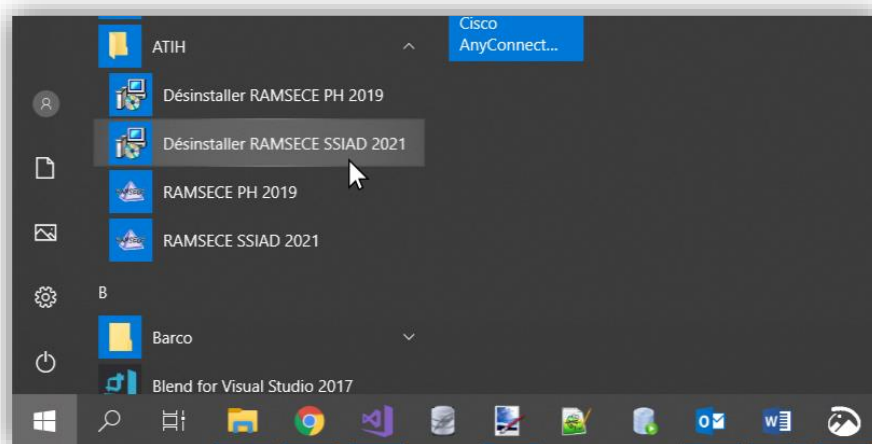 ATIH
Désinstaller RAMSECE PH 2019
Désinstaller RAMSECE SSIAD 2021
RAMSECE PH 2019
RAMSECE SSIAD 2021
B
Barco
Blend for Visual Studio 2017
Cisco
AnyConnect...